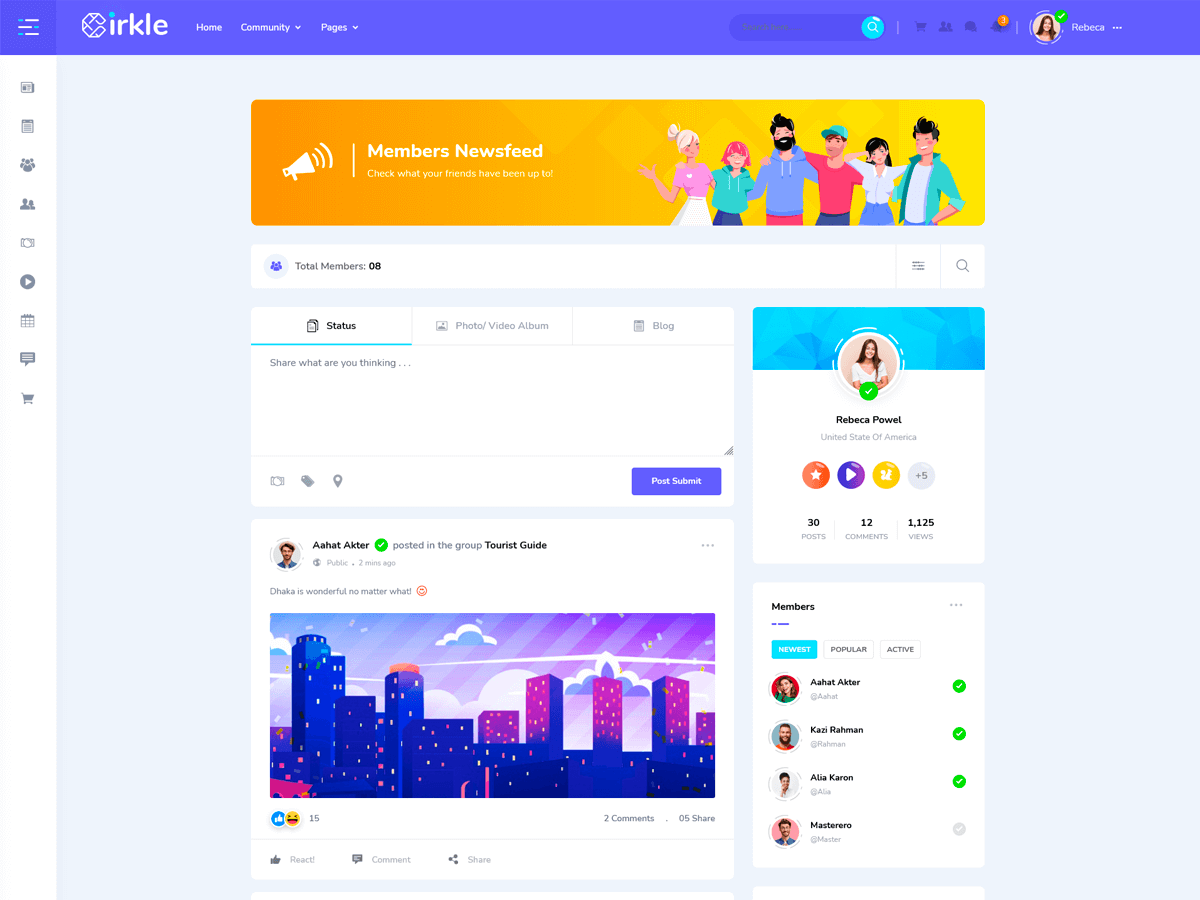 irkle
Home Community Pages
Search here
3
Rebeca
Members Newsfeed
Check what your friends have been up to!
Total Members: 08
Status
Photo/ Video Album
Blog
Share what are you thinking . . .
Post Submit
Aahat Akter posted in the group Tourist Guide
Public . 2 mins ago
Dhaka is wonderful no matter what!
15
2 Comments . 05 Share
React!
Comment
Share
Rebeca Powel
United State Of America
+5
30 12 1,125
POSTS COMMENTS VIEWS
Members
NEWEST POPULAR ACTIVE
Aahat Akter
@Aahat
Kazi Rahman
@Rahman
Alia Karon
@Alia
Masterero
@Master